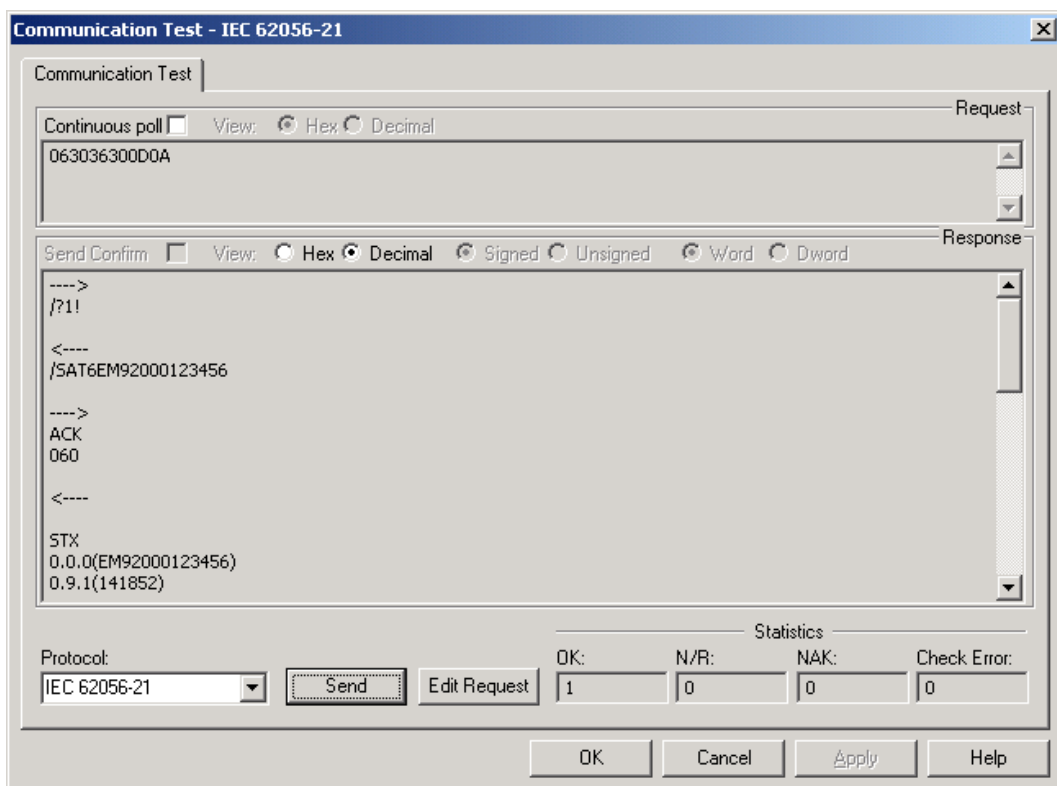 Communication Test - IEC 62056-21
Communication Test
Request
Continuous poll View: Hex Decimal
063036300D0A
Response
Send Confirm View: Hex Decimal Signed Unsigned Word Dword
---->
/?1!
<----
/SAT6EM92000123456
---->
ACK
060
<----
STX
0.0.0(EM92000123456)
0.9.1(141852)
Statistics
Protocol: OK: N/R: NAK: Check Error:
IEC 62056-21 Send Edit Request 1 0 0 0
OK Cancel Apply Help